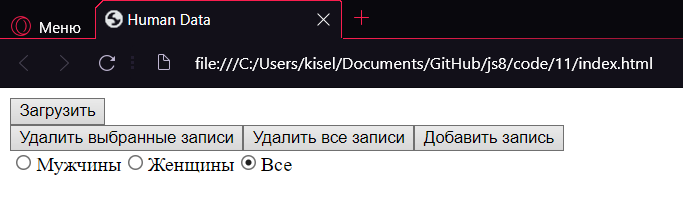 Меню
Human Data
file:///C:/Users/kisel/Documents/GitHub/js8/code/11/index.html
Загрузить
Удалить выбранные записи Удалить все записи Добавить запись
Мужчины Женщины Все